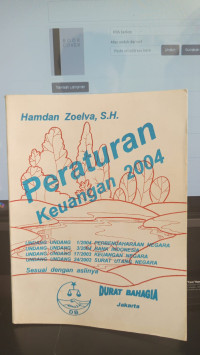 Hamdan Zoelva, S.H.
Peraturan
Keuangan 2004
UNDANG-UNDANG 1/2004 PERBENDAHARAAN NEGARA
UNDANG-UNDANG 3/2004 BANK INDONESIA
UNDANG-UNDANG 17/2003 KEUANGAN NEGARA
UNDANG-UNDANG 24/2002 SURAT UTANG NEGARA
Sesuai dengan aslinya
DB
DURAT BAHAGIA
Jakarta